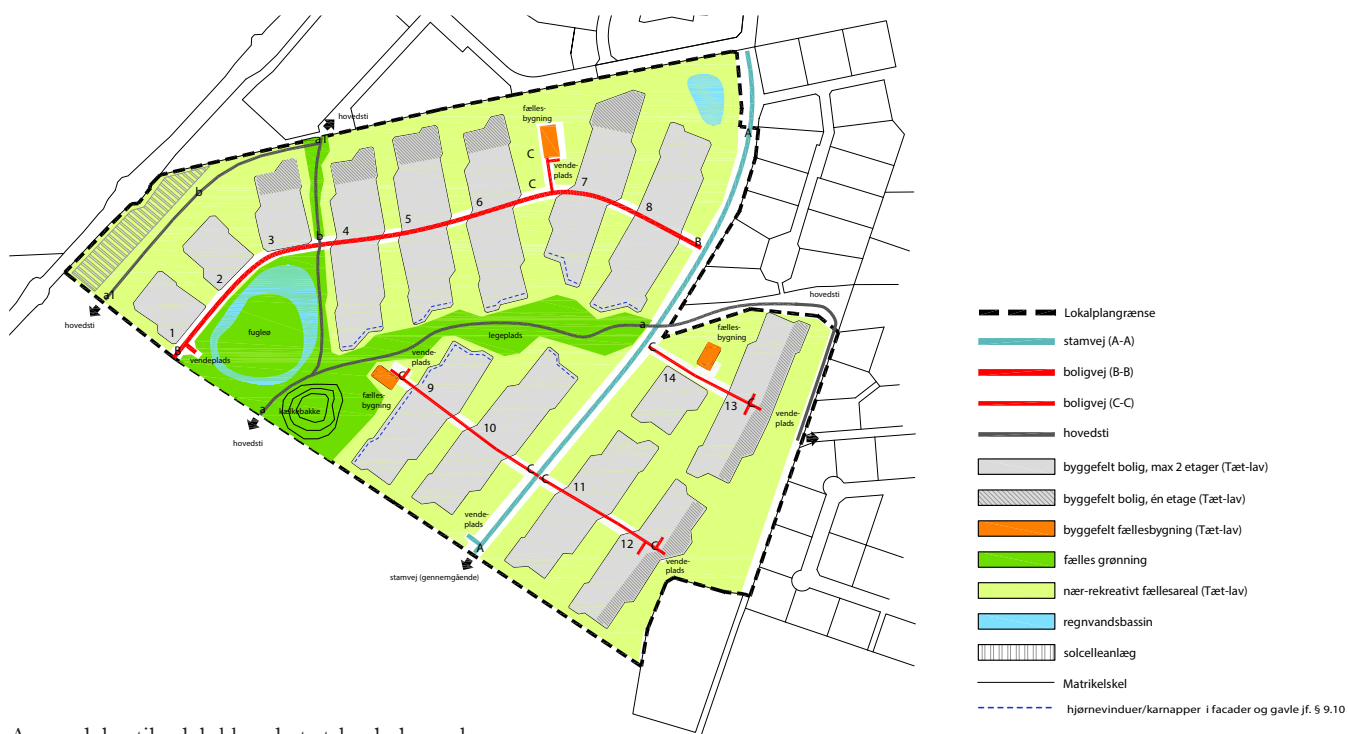 hovedsti
fælles-
bygning
a1
A
C
vende-
plads
C
7
b
6
8
5
4
3
b
B
2
a1
hovedsti
hovedsti
1
B
vendeplads
fugleø
legeplads
a
hovedsti
fælles-
bygning
vende-
plads
C
C
9
14
13
C
vende-
plads
fælles-
bygning
a
kælkebakke
hovedsti
10
C
C
11
vende-
plads
A
12
C
vende-
plads
stamvej (gennemgående)
Lokalplangrænse
stamvej (A-A)
boligvej (B-B)
boligvej (C-C)
hovedsti
byggefelt bolig, max 2 etager (Tæt-lav)
byggefelt bolig, én etage (Tæt-lav)
byggefelt fællesbygning (Tæt-lav)
fælles grønning
nær-rekreativt fællesareal (Tæt-lav)
regnvandsbassin
solcelleanlæg
Matrikelskel
hjørnevinduer/karnapper i facader og gavle jf. § 9.10